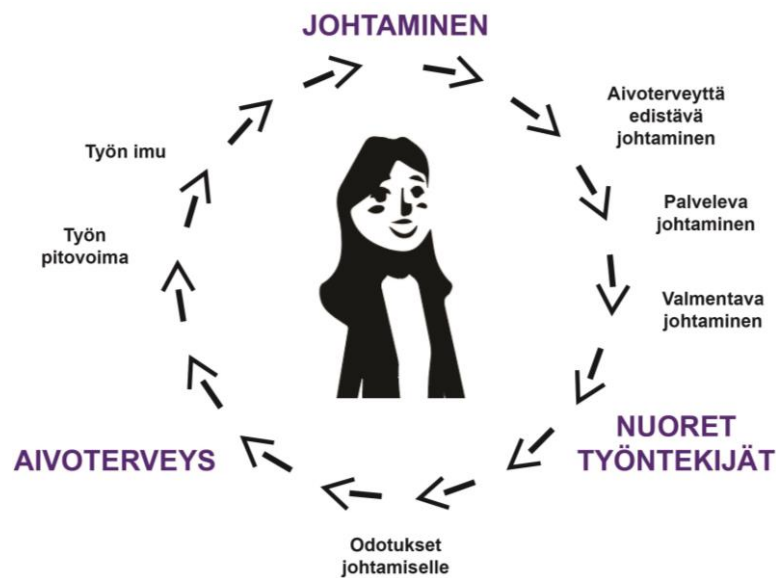 JOHTAMINEN
Aivoterveyttä
edistävä
johtaminen
Palveleva
johtaminen
Valmentava
johtaminen
NUORET
TYÖNTEKIJÄT
Odotukset
johtamiselle
AIVOTERVEYS
Työn
pitovoima
Työn imu